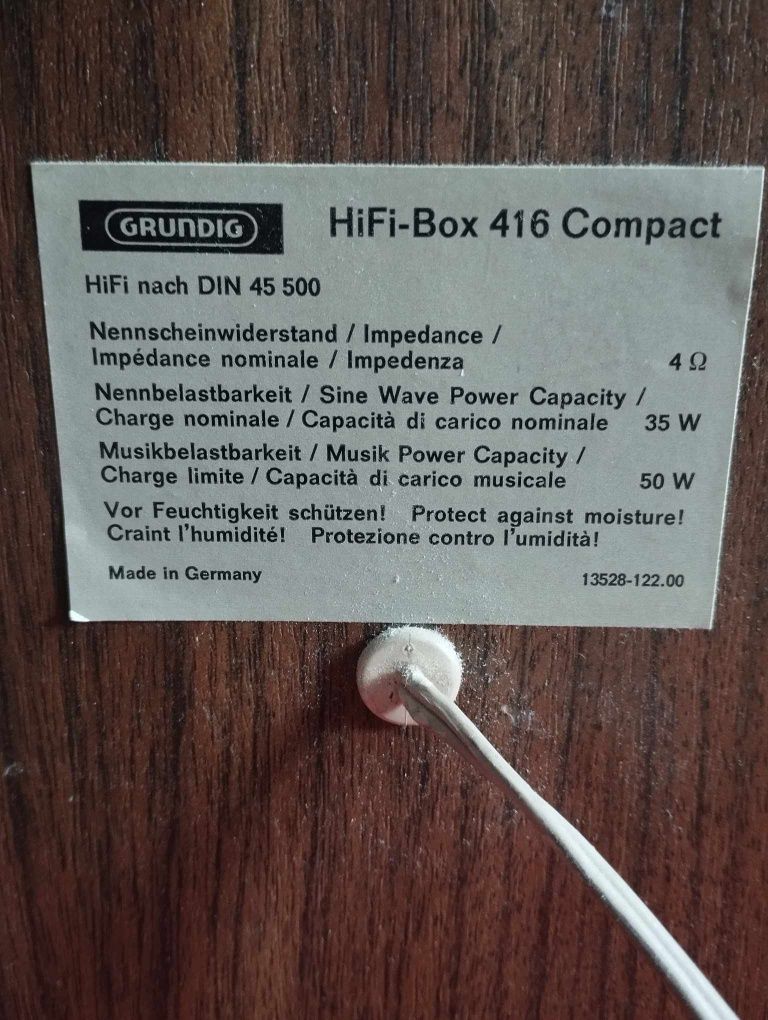 GRUNDIG HiFi-Box 416 Compact
HiFi nach DIN 45 500
Nennscheinwiderstand / Impedance /
Impédance nominale / Impedenza 4 Ω
Nennbelastbarkeit / Sine Wave Power Capacity /
Charge nominale / Capacità di carico nominale 35 W
Musikbelastbarkeit / Musik Power Capacity /
Charge limite / Capacità di carico musicale 50 W
Vor Feuchtigkeit schützen! Protect against moisture!
Craint l'humidité! Protezione contro l'umidità!
Made in Germany 13528-122.00